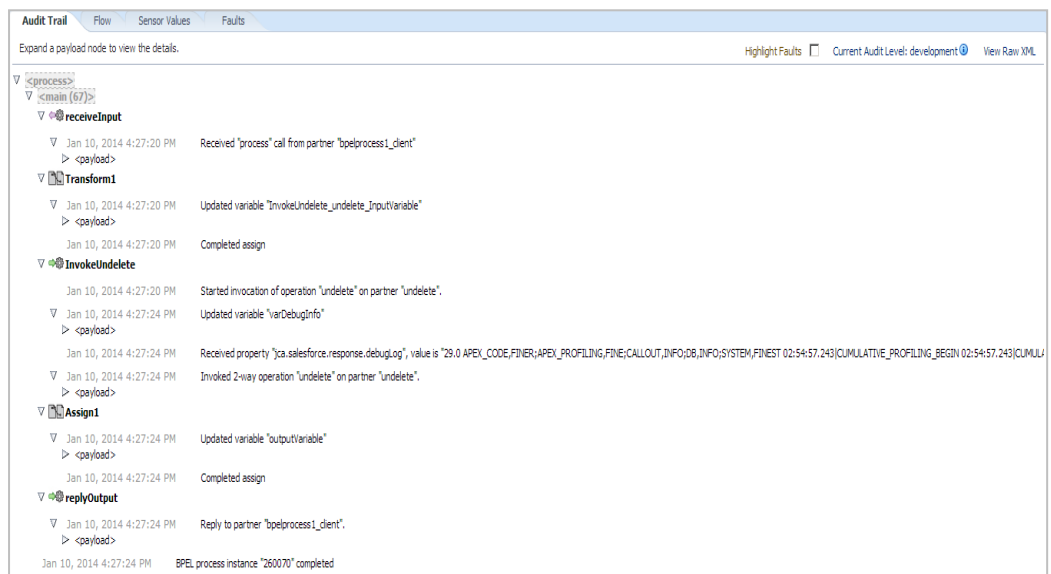 Audit Trail Flow Sensor Values Faults
Expand a payload node to view the details. Highlight Faults Current Audit Level: development View Raw XML
<process>
<main (67)>
receiveInput
Jan 10, 2014 4:27:20 PM Received "process" call from partner "bpelprocess1_client"
<payload>
Transform1
Jan 10, 2014 4:27:20 PM Updated variable "InvokeUndelete_undelete_InputVariable"
<payload>
Jan 10, 2014 4:27:20 PM Completed assign
InvokeUndelete
Jan 10, 2014 4:27:20 PM Started invocation of operation "undelete" on partner "undelete".
Jan 10, 2014 4:27:24 PM Updated variable "varDebugInfo"
<payload>
Jan 10, 2014 4:27:24 PM Received property "jca.salesforce.response.debugLog", value is "29.0 APEX_CODE,FINER;APEX_PROFILING,FINE;CALLOUT,INFO;DB,INFO;SYSTEM,FINEST 02:54:57.243|CUMULATIVE_PROFILING_BEGIN 02:54:57.243|CUMUL
Jan 10, 2014 4:27:24 PM Invoked 2-way operation "undelete" on partner "undelete".
<payload>
Assign1
Jan 10, 2014 4:27:24 PM Updated variable "outputVariable"
<payload>
Jan 10, 2014 4:27:24 PM Completed assign
replyOutput
Jan 10, 2014 4:27:24 PM Reply to partner "bpelprocess1_client".
<payload>
Jan 10, 2014 4:27:24 PM BPEL process instance "260070" completed